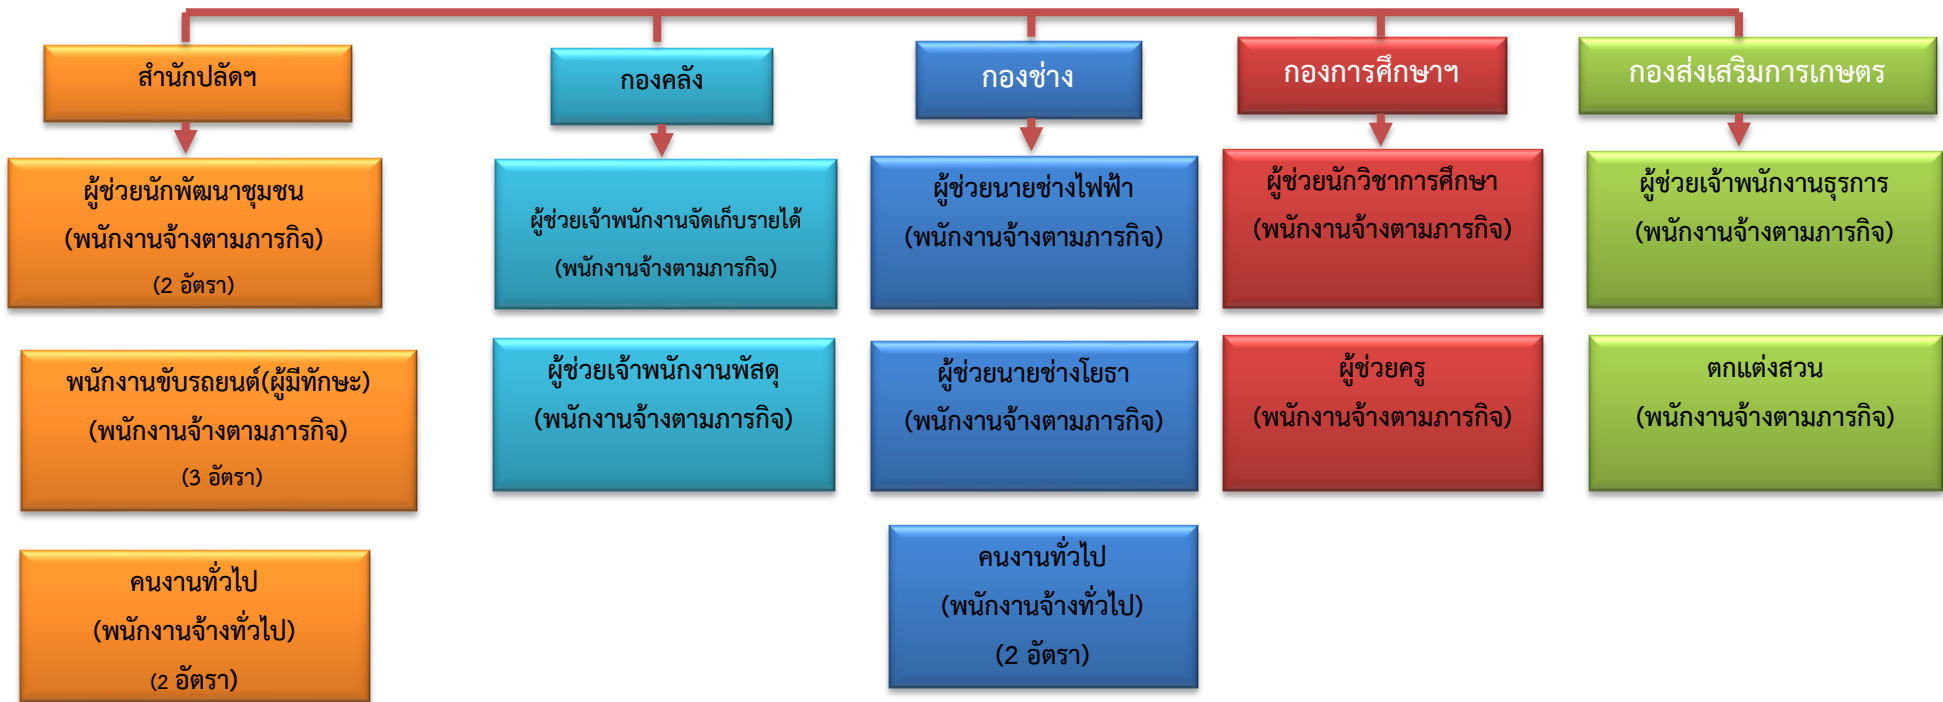 สำนักปลัดฯ
ผู้ช่วยนักพัฒนาชุมชน
(พนักงานจ้างตามภารกิจ)
(2 อัตรา)
พนักงานขับรถยนต์(ผู้มีทักษะ)
(พนักงานจ้างตามภารกิจ)
(3 อัตรา)
คนงานทั่วไป
(พนักงานจ้างทั่วไป)
(2 อัตรา)
กองคลัง
ผู้ช่วยเจ้าพนักงานจัดเก็บรายได้
(พนักงานจ้างตามภารกิจ)
ผู้ช่วยเจ้าพนักงานพัสดุ
(พนักงานจ้างตามภารกิจ)
กองช่าง
ผู้ช่วยนายช่างไฟฟ้า
(พนักงานจ้างตามภารกิจ)
ผู้ช่วยนายช่างโยธา
(พนักงานจ้างตามภารกิจ)
คนงานทั่วไป
(พนักงานจ้างทั่วไป)
(2 อัตรา)
กองการศึกษาฯ
ผู้ช่วยนักวิชาการศึกษา
(พนักงานจ้างตามภารกิจ)
ผู้ช่วยครู
(พนักงานจ้างตามภารกิจ)
กองส่งเสริมการเกษตร
ผู้ช่วยเจ้าพนักงานธุรการ
(พนักงานจ้างตามภารกิจ)
ตกแต่งสวน
(พนักงานจ้างตามภารกิจ)